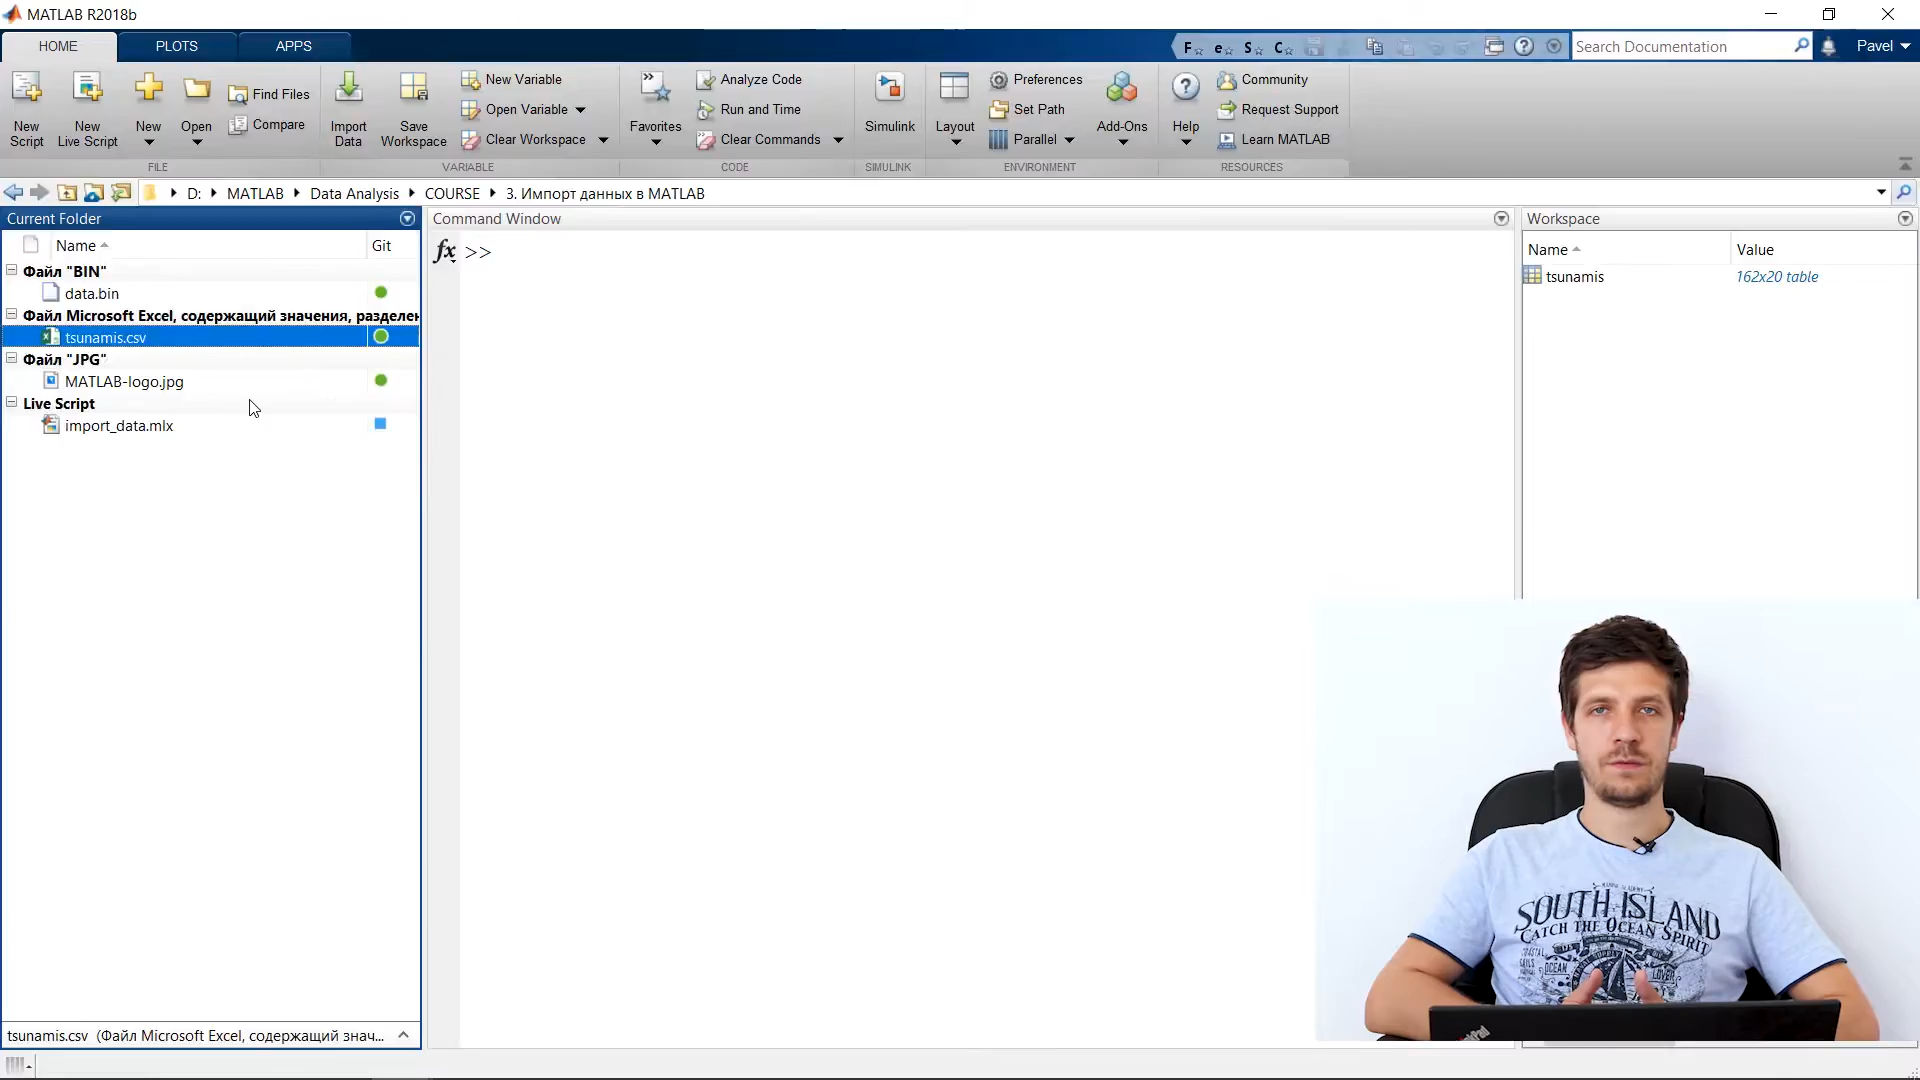 MATLAB R2018b
HOME
PLOTS
APPS
Search Documentation
Pavel
New Script
New Live Script
New
Open
Find Files
Compare
Import Data
Save Workspace
New Variable
Open Variable
Clear Workspace
Favorites
Analyze Code
Run and Time
Clear Commands
Simulink
Layout
Preferences
Set Path
Parallel
Add-Ons
Help
Community
Request Support
Learn MATLAB
FILE
VARIABLE
CODE
SIMULINK
ENVIRONMENT
RESOURCES
D: MATLAB Data Analysis COURSE 3. Импорт данных в MATLAB
Current Folder
Name
Git
Файл "BIN"
data.bin
Файл Microsoft Excel, содержащий значения, разделен
tsunamis.csv
Файл "JPG"
MATLAB-logo.jpg
Live Script
import_data.mlx
tsunamis.csv (Файл Microsoft Excel, содержащий знач...
Command Window
fx >>
Workspace
Name
Value
tsunamis
162x20 table
SOUTH ISLAND
CATCH THE OCEAN SPIRIT
OCEAN
LOVER